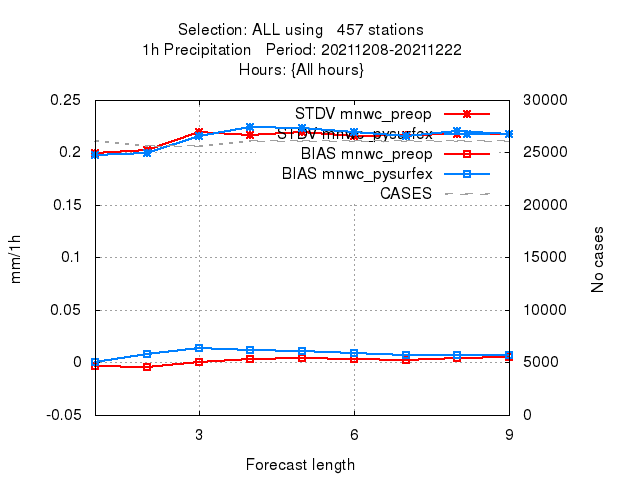 Selection: ALL using   457 stations
1h Precipitation   Period: 20211208-20211222
Hours: {All hours}
0.25
0.2
0.15
0.1
0.05
0
-0.05
mm/1h
STDV mnwc_preop
STDV mnwc_pysurfex
BIAS mnwc_preop
BIAS mnwc_pysurfex
CASES
30000
25000
20000
15000
10000
5000
0
No cases
3 6 9
Forecast length